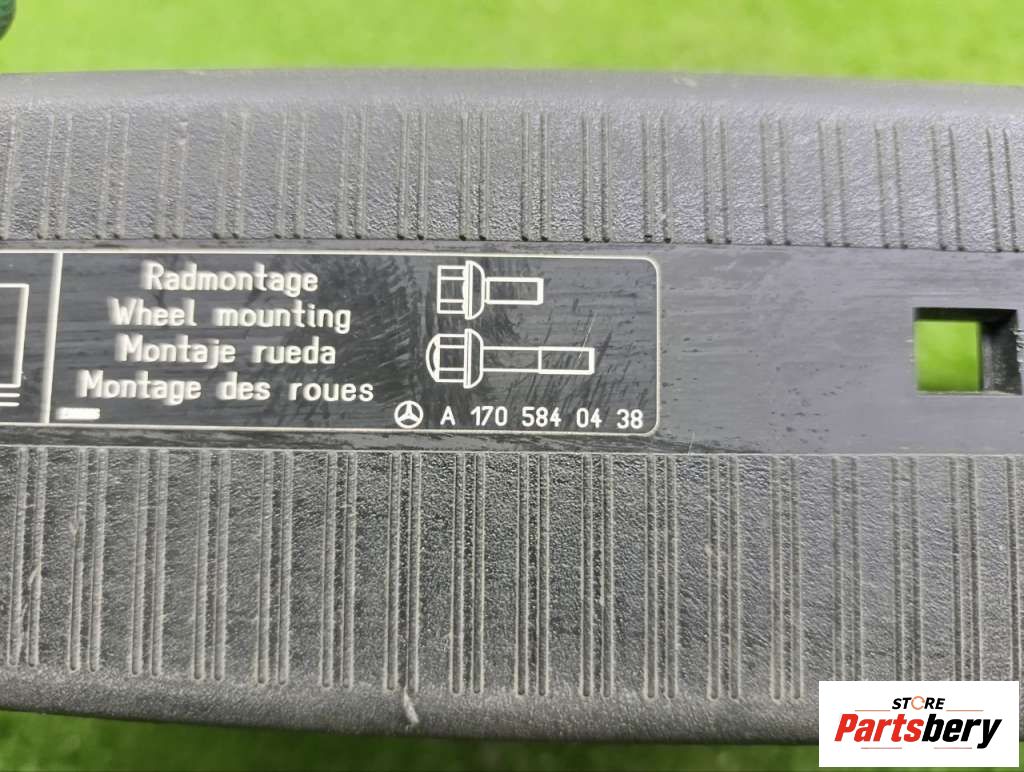 Radmontage
Wheel mounting
Montaje rueda
Montage des roues
A 170 584 04 38
STORE
Partsbery